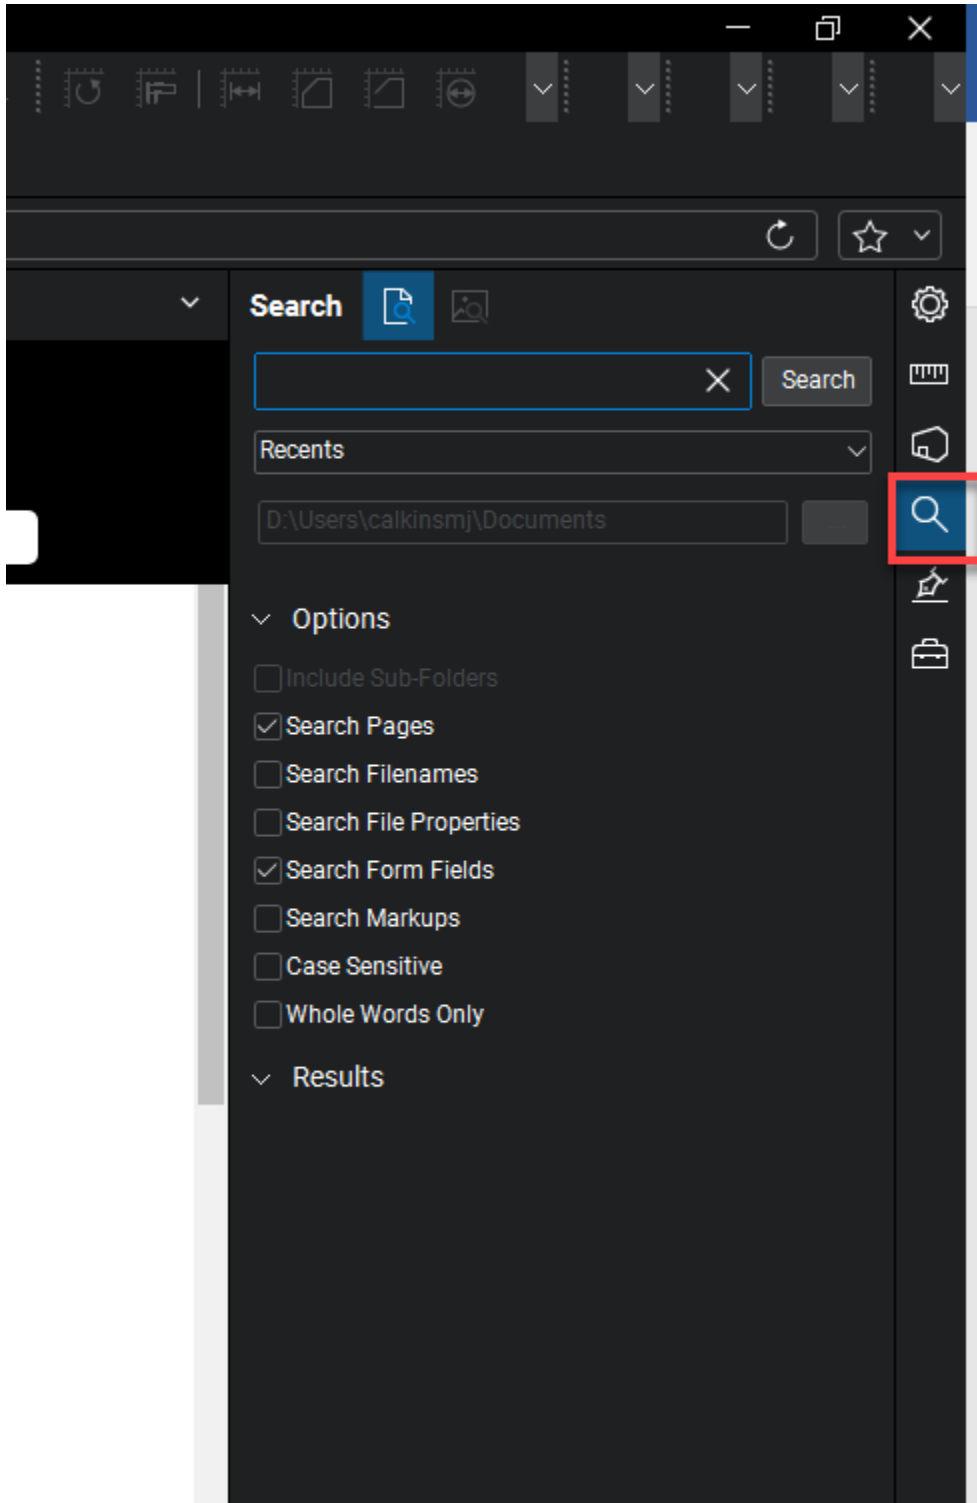 Search
Search
Recents
D:\Users\calkinsmj\Documents
...
Options
Include Sub-Folders
Search Pages
Search Filenames
Search File Properties
Search Form Fields
Search Markups
Case Sensitive
Whole Words Only
Results